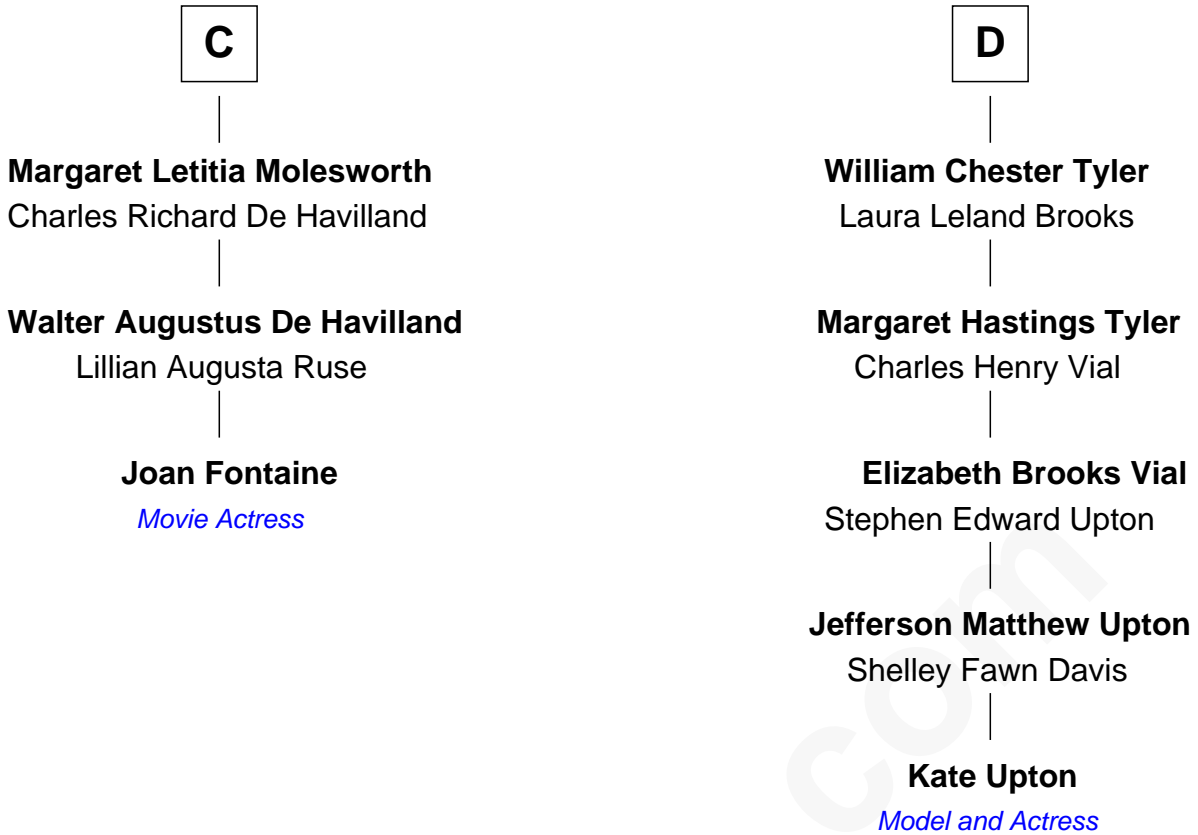 C
Margaret Letitia Molesworth
Charles Richard De Havilland
Walter Augustus De Havilland
Lillian Augusta Ruse
Joan Fontaine
Movie Actress
D
William Chester Tyler
Laura Leland Brooks
Margaret Hastings Tyler
Charles Henry Vial
Elizabeth Brooks Vial
Stephen Edward Upton
Jefferson Matthew Upton
Shelley Fawn Davis
Kate Upton
Model and Actress
com